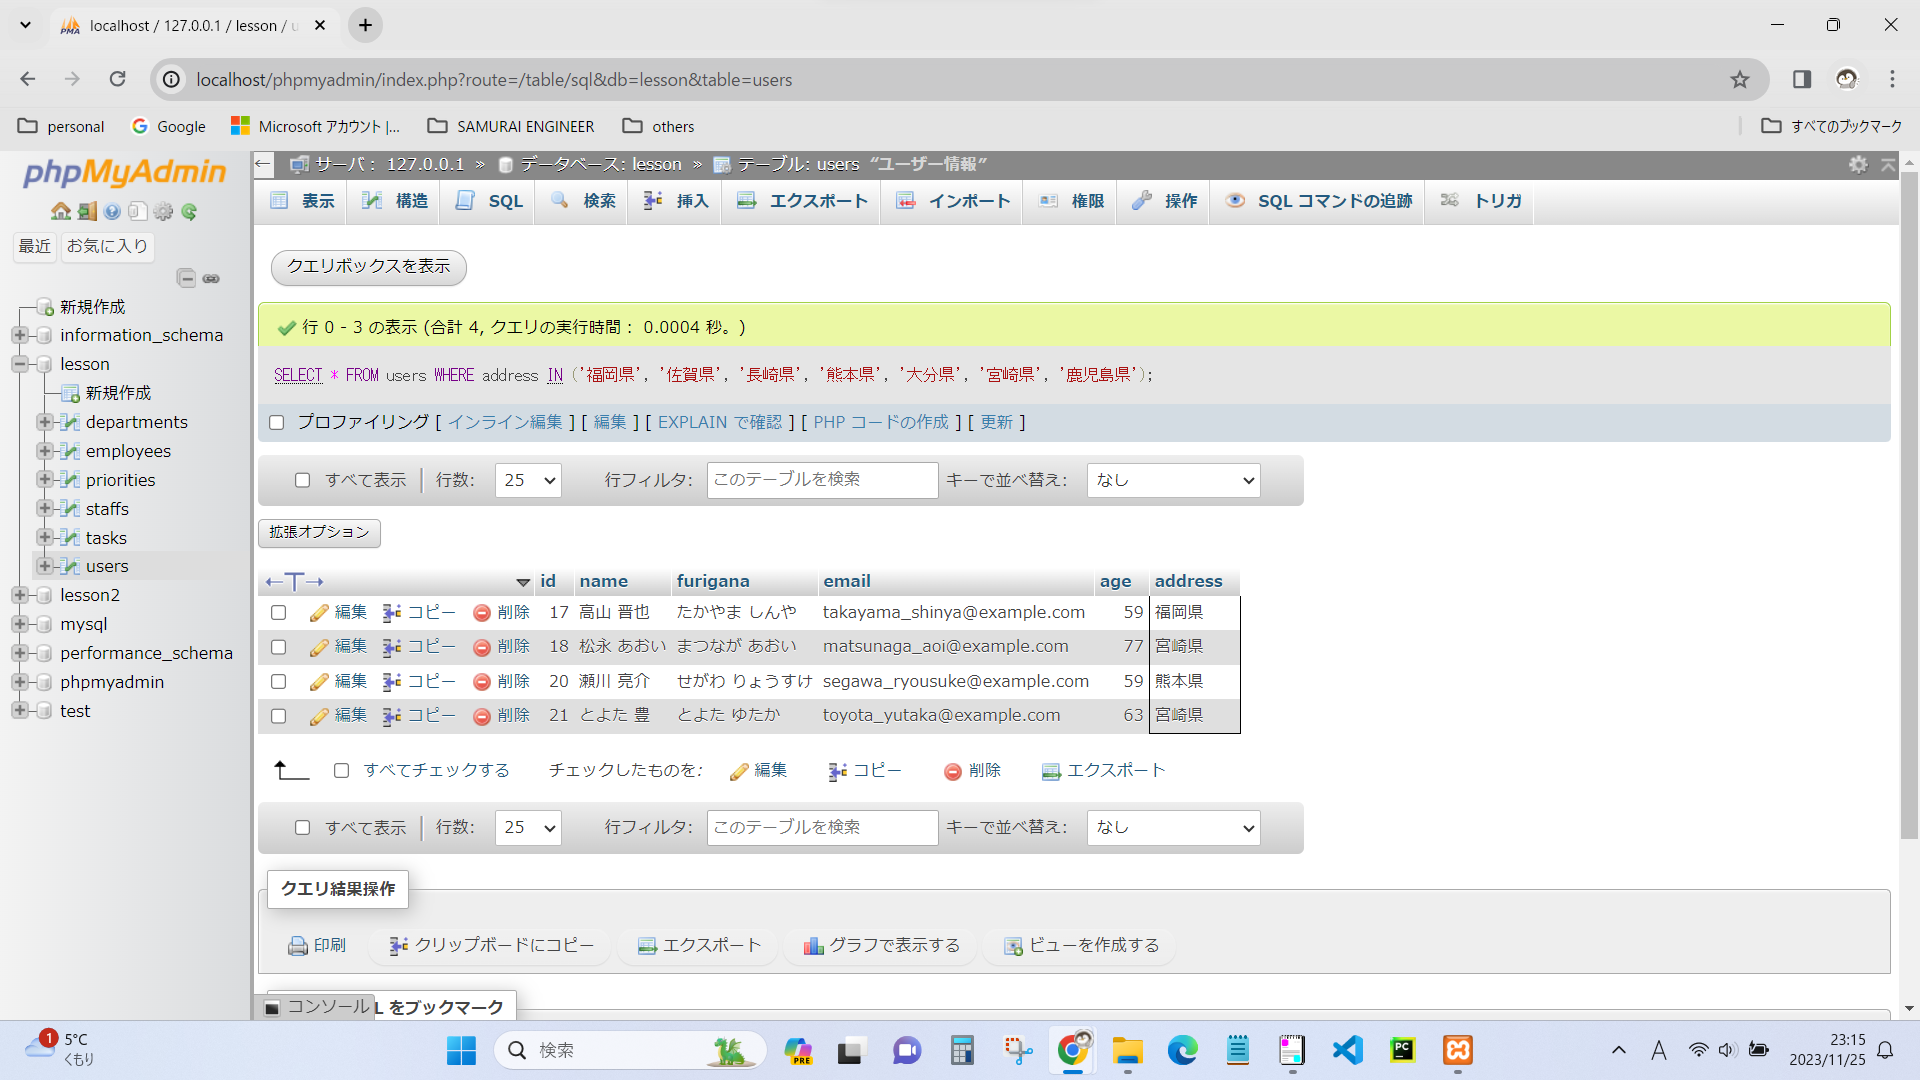 localhost / 127.0.0.1 / lesson / u
localhost/phpmyadmin/index.php?route=/table/sql&db=lesson&table=users
personal Google Microsoft アカウント |... SAMURAI ENGINEER others すべてのブックマーク
phpMyAdmin
最近 お気に入り
新規作成
information_schema
lesson
新規作成
departments
employees
priorities
staffs
tasks
users
lesson2
mysql
performance_schema
phpmyadmin
test
サーバ: 127.0.0.1 » データベース: lesson » テーブル: users “ユーザー情報”
表示 構造 SQL 検索 挿入 エクスポート インポート 権限 操作 SQL コマンドの追跡 トリガ
クエリボックスを表示
行 0 - 3 の表示 (合計 4, クエリの実行時間: 0.0004 秒。)
SELECT * FROM users WHERE address IN ('福岡県', '佐賀県', '長崎県', '熊本県', '大分県', '宮崎県', '鹿児島県');
プロファイリング [ インライン編集 ] [ 編集 ] [ EXPLAIN で確認 ] [ PHP コードの作成 ] [ 更新 ]
すべて表示 行数: 25 行フィルタ: このテーブルを検索 キーで並べ替え: なし
拡張オプション
←T→ id name furigana email age address
編集 コピー 削除 17 高山 晋也 たかやま しんや takayama_shinya@example.com 59 福岡県
編集 コピー 削除 18 松永 あおい まつなが あおい matsunaga_aoi@example.com 77 宮崎県
編集 コピー 削除 20 瀬川 亮介 せがわ りょうすけ segawa_ryousuke@example.com 59 熊本県
編集 コピー 削除 21 とよた 豊 とよた ゆたか toyota_yutaka@example.com 63 宮崎県
すべてチェックする チェックしたものを: 編集 コピー 削除 エクスポート
すべて表示 行数: 25 行フィルタ: このテーブルを検索 キーで並べ替え: なし
クエリ結果操作
印刷 クリップボードにコピー エクスポート グラフで表示する ビューを作成する
コンソール L をブックマーク
1 5°C
くもり
検索
PRE
PC
A
23:15
2023/11/25